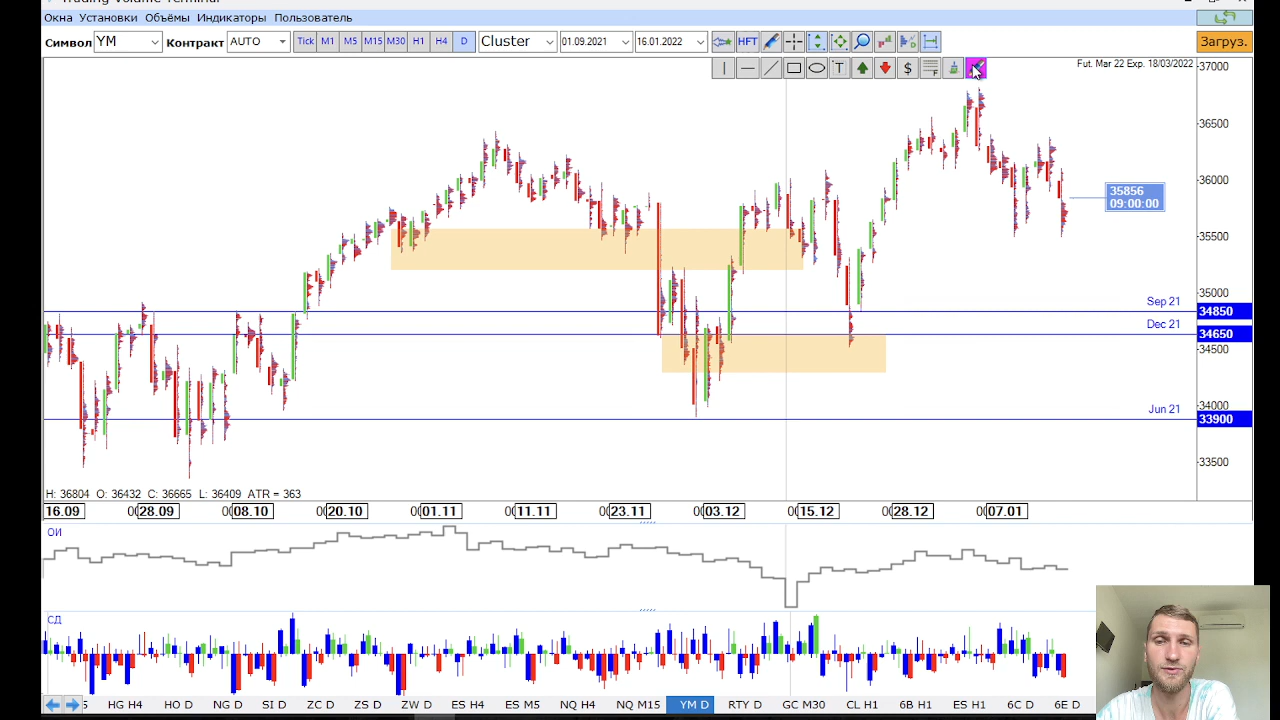 Trading Volume Terminal
Окна Установки Объёмы Индикаторы Пользователь
Символ YM Контракт AUTO Tick M1 M5 M15 M30 H1 H4 D Cluster 01.09.2021 16.01.2022 HFT Загруз.
T $ F
Fut. Mar 22 Exp. 18/03/2022
37000
36500
36000
35856
09:00:00
35500
35000
Sep 21
34850
Dec 21
34650
34500
34000
Jun 21
33900
33500
H: 36804 O: 36432 C: 36665 L: 36409 ATR = 363
16.09 28.09 08.10 20.10 01.11 11.11 23.11 03.12 15.12 28.12 07.01
ОИ
СД
HG H4 HO D NG D SI D ZC D ZS D ZW D ES H4 ES M5 NQ H4 NQ M15 YM D RTY D GC M30 CL H1 6B H1 ES H1 6C D 6E D